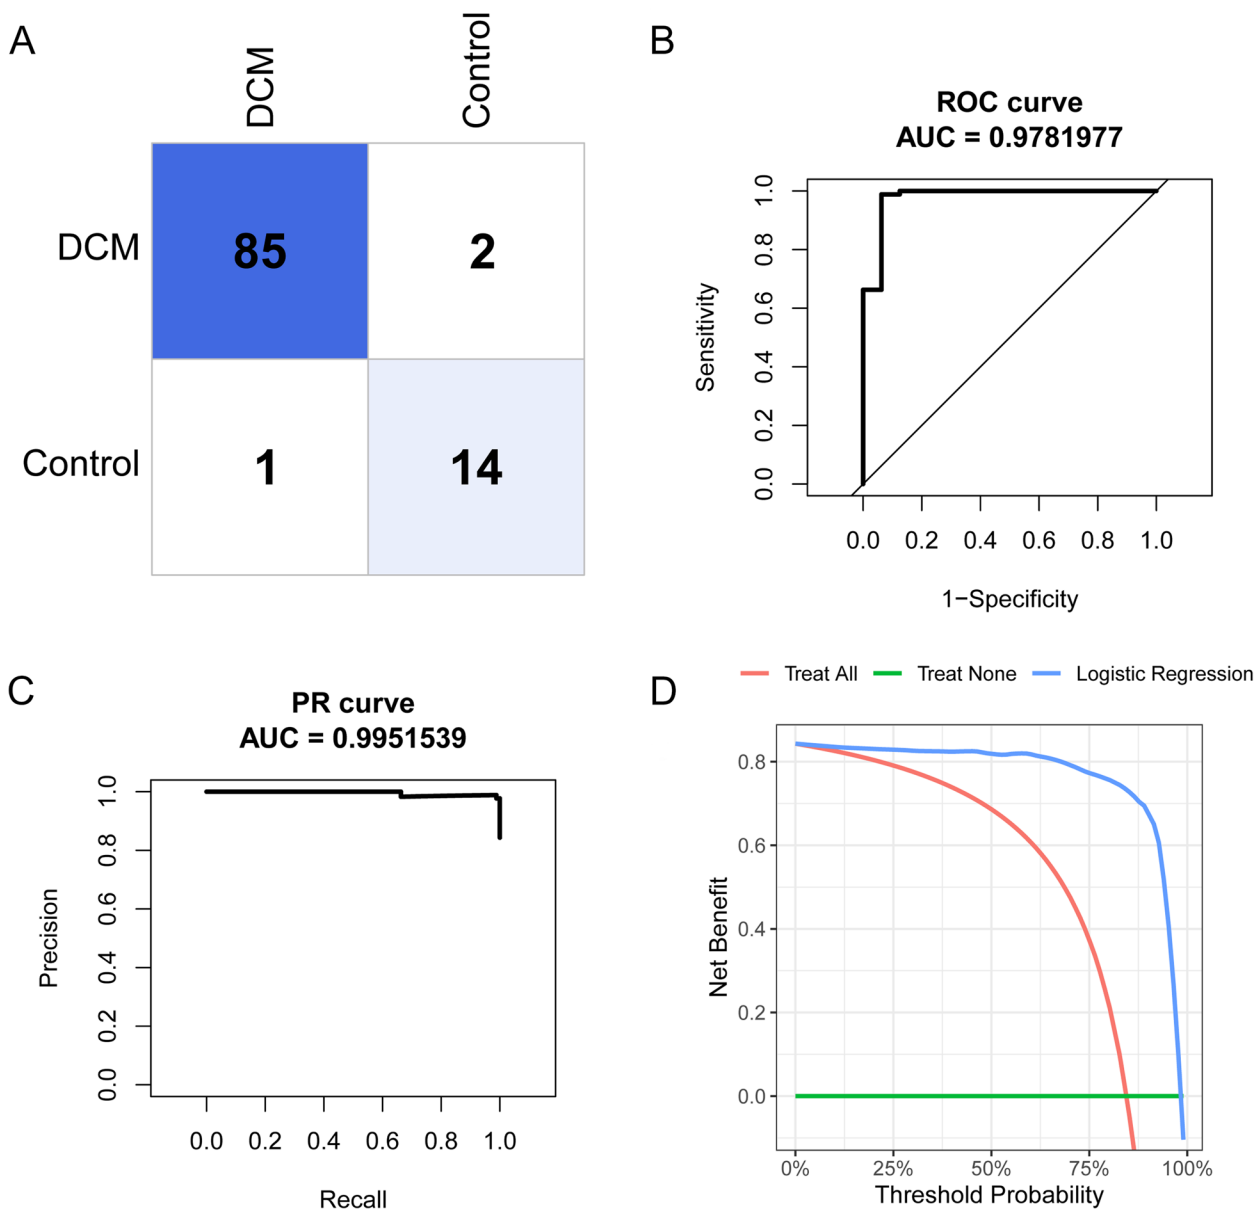 A
DCM
Control
DCM
85
2
Control
1
14
B
ROC curve
AUC = 0.9781977
Sensitivity
1.0
0.8
0.6
0.4
0.2
0.0
0.0 0.2 0.4 0.6 0.8 1.0
1−Specificity
C
PR curve
AUC = 0.9951539
Precision
1.0
0.8
0.6
0.4
0.2
0.0
0.0 0.2 0.4 0.6 0.8 1.0
Recall
D
Treat All Treat None Logistic Regression
Net Benefit
0.8
0.6
0.4
0.2
0.0
0% 25% 50% 75% 100%
Threshold Probability